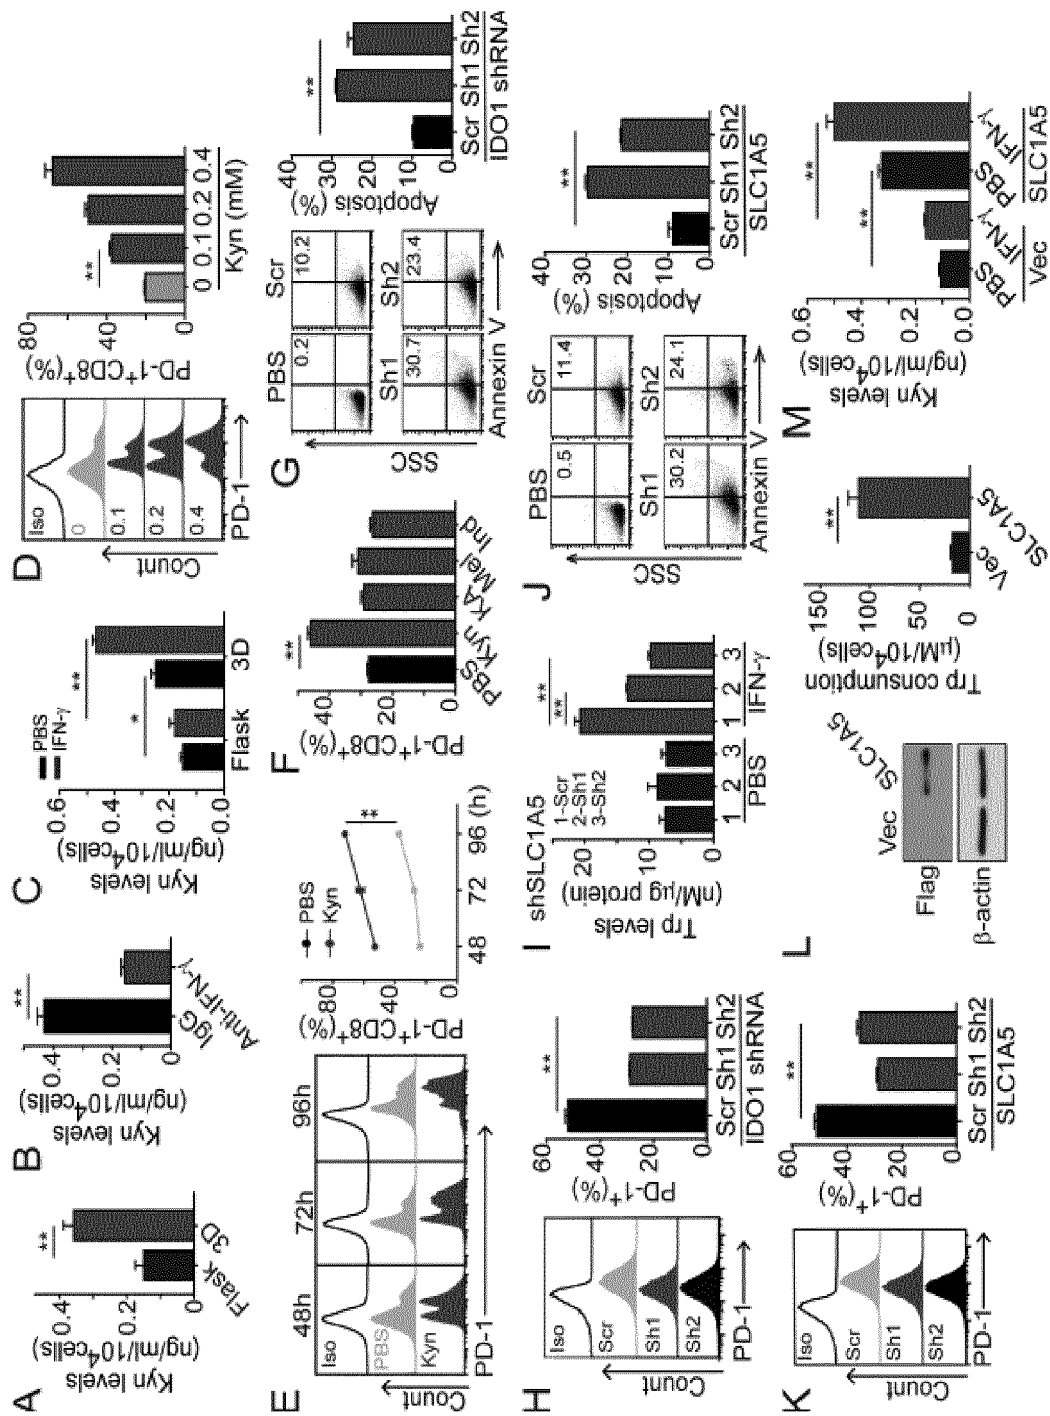 A
Kyn levels
(ng/ml/10⁴cells)
0.4
0.2
0
**
Flask
3D
B
Kyn levels
(ng/ml/10⁴cells)
0.4
0.2
0
**
IgG
Anti-IFN-γ
C
Kyn levels
(ng/ml/10⁴cells)
0.6
0.4
0.2
0.0
PBS
IFN-γ
*
**
Flask
3D
D
Count
Iso
0
0.1
0.2
0.4
PD-1
PD-1⁺CD8⁺(%)
80
40
0
**
0 0.1 0.2 0.4
Kyn (mM)
E
Count
48h
72h
96h
Iso
PBS
Kyn
PD-1
PD-1⁺CD8⁺(%)
80
40
0
PBS
Kyn
**
48 72 96 (h)
F
PD-1⁺CD8⁺(%)
60
40
20
0
**
PBS
Kyn
KA
Mel
Ind
G
SSC
PBS
0.2
Scr
10.2
Sh1
30.7
Sh2
23.4
Annexin V
Apoptosis (%)
40
30
20
10
0
**
Scr Sh1 Sh2
IDO1 shRNA
H
Count
Iso
Scr
Sh1
Sh2
PD-1
PD-1⁺(%)
60
40
20
0
**
Scr Sh1 Sh2
IDO1 shRNA
I
shSLC1A5
Trp levels
(nM/μg protein)
20
10
0
1-Scr
2-Sh1
3-Sh2
**
**
1 2 3 1 2 3
PBS IFN-γ
J
SSC
PBS
0.5
Scr
11.4
Sh1
30.2
Sh2
24.1
Annexin V
Apoptosis (%)
40
30
20
10
0
**
Scr Sh1 Sh2
SLC1A5
K
Count
Iso
Scr
Sh1
Sh2
PD-1
PD-1⁺(%)
60
40
20
0
**
Scr Sh1 Sh2
SLC1A5
L
Vec SLC1A5
Flag
β-actin
Trp consumption
(μM/10⁴cells)
150
100
50
0
**
Vec
SLC1A5
M
Kyn levels
(ng/ml/10⁴cells)
0.6
0.4
0.2
0.0
**
**
PBS IFN-γ PBS IFN-γ
Vec SLC1A5